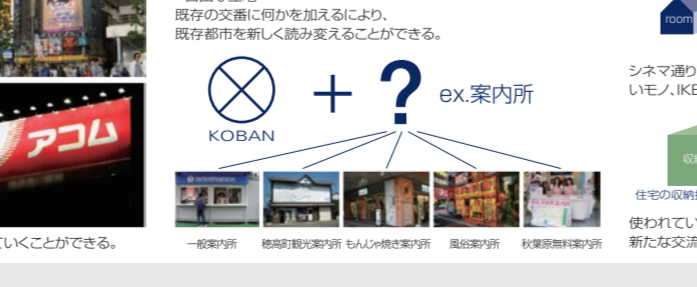 既存の交番に何かを加えるにより、
既存都市を新しく読み変えることができる。
KOBAN
+
?
ex.案内所
information
一般案内所
穂高町観光案内所
もんじゃ焼き案内所
風俗案内所
秋葉原無料案内所
アコム
ていくことができる。
room
シネマ通り
いモノ、IKE
収納
住宅の収納
使われてい
新たな交流